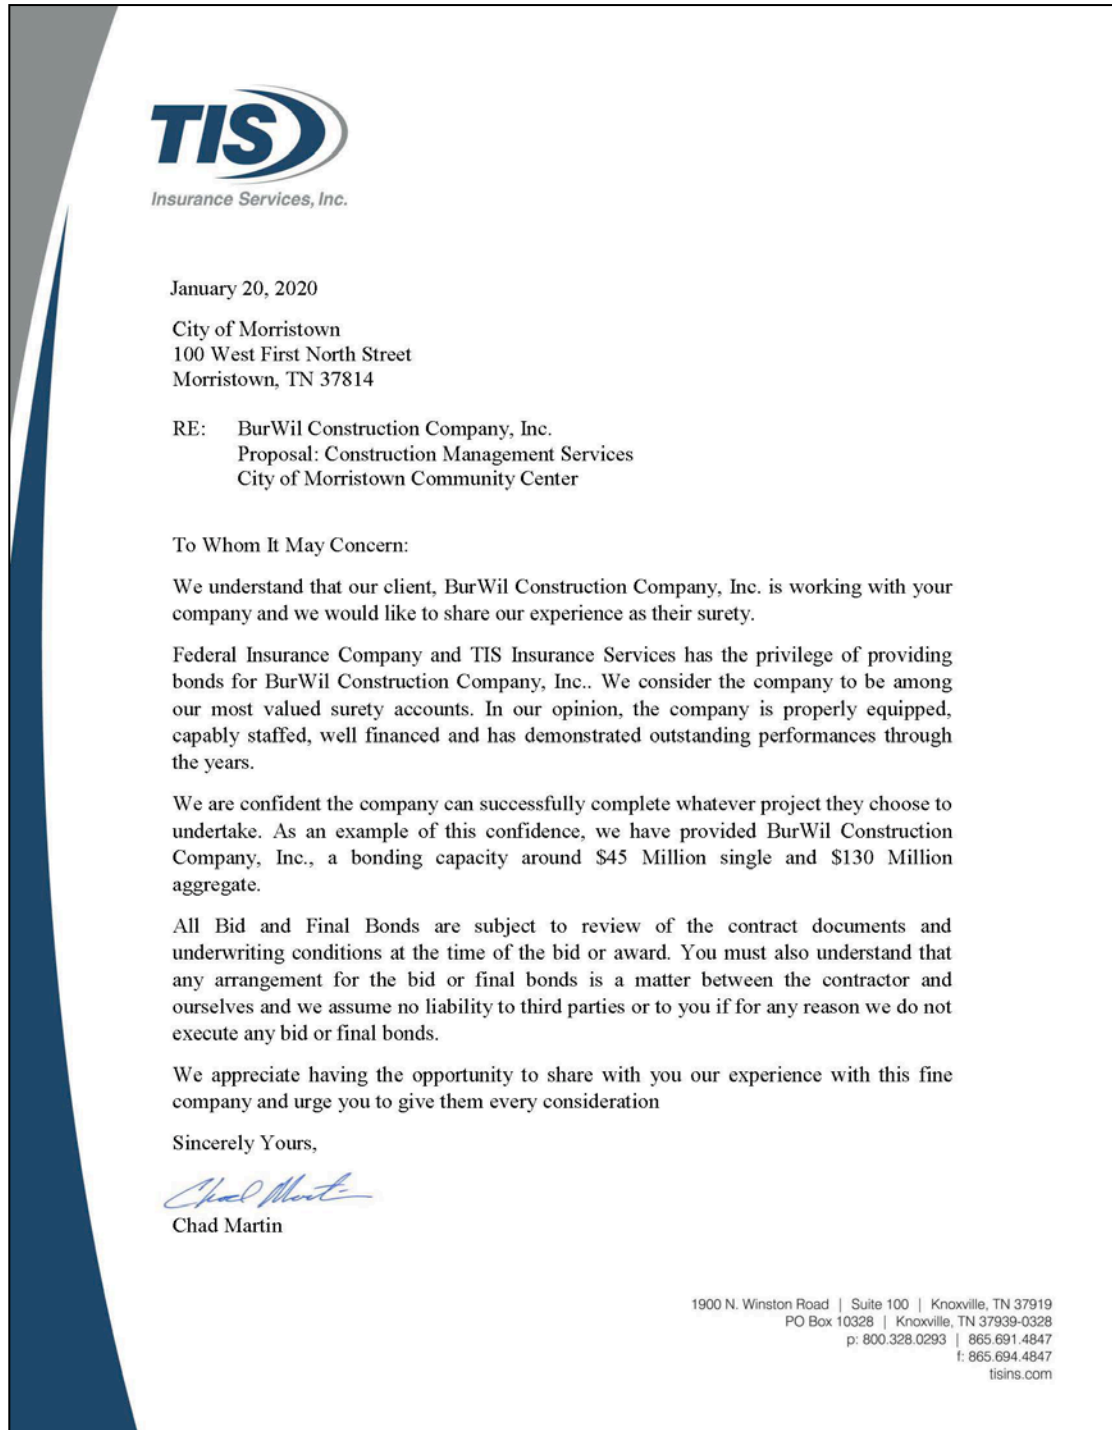 TIS
Insurance Services, Inc.
January 20, 2020
City of Morristown
100 West First North Street
Morristown, TN 37814
RE: BurWil Construction Company, Inc.
Proposal: Construction Management Services
City of Morristown Community Center
To Whom It May Concern:
We understand that our client, BurWil Construction Company, Inc. is working with your
company and we would like to share our experience as their surety.
Federal Insurance Company and TIS Insurance Services has the privilege of providing
bonds for BurWil Construction Company, Inc.. We consider the company to be among
our most valued surety accounts. In our opinion, the company is properly equipped,
capably staffed, well financed and has demonstrated outstanding performances through
the years.
We are confident the company can successfully complete whatever project they choose to
undertake. As an example of this confidence, we have provided BurWil Construction
Company, Inc., a bonding capacity around $45 Million single and $130 Million
aggregate.
All Bid and Final Bonds are subject to review of the contract documents and
underwriting conditions at the time of the bid or award. You must also understand that
any arrangement for the bid or final bonds is a matter between the contractor and
ourselves and we assume no liability to third parties or to you if for any reason we do not
execute any bid or final bonds.
We appreciate having the opportunity to share with you our experience with this fine
company and urge you to give them every consideration
Sincerely Yours,
Chad Martin
Chad Martin
1900 N. Winston Road | Suite 100 | Knoxville, TN 37919
PO Box 10328 | Knoxville, TN 37939-0328
p: 800.328.0293 | 865.691.4847
f: 865.694.4847
tisins.com